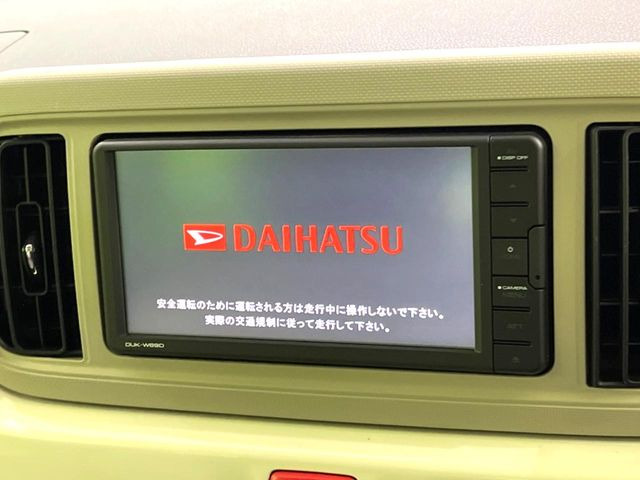 DISP OFF
DAIHATSU
CAMERA
MENU
ATT
安全運転のために運転される方は走行中に操作しないで下さい。
実際の交通規制に従って走行して下さい。
DUK-W69D